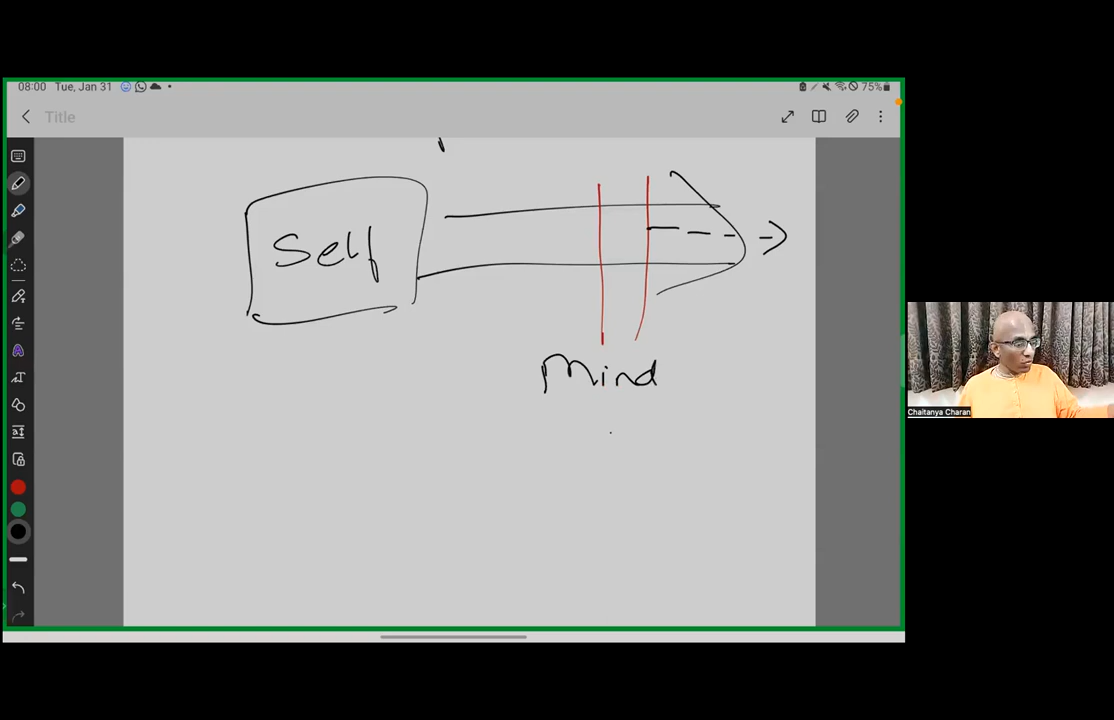 08:00 Tue, Jan 31 75%
Title
Self
Mind
Chaitanya Charan